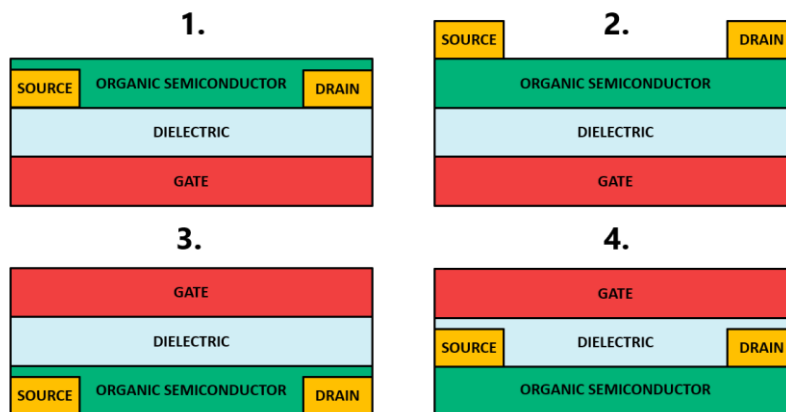 1.
SOURCE ORGANIC SEMICONDUCTOR DRAIN
DIELECTRIC
GATE
2.
SOURCE DRAIN
ORGANIC SEMICONDUCTOR
DIELECTRIC
GATE
3.
GATE
DIELECTRIC
SOURCE ORGANIC SEMICONDUCTOR DRAIN
4.
GATE
SOURCE DIELECTRIC DRAIN
ORGANIC SEMICONDUCTOR